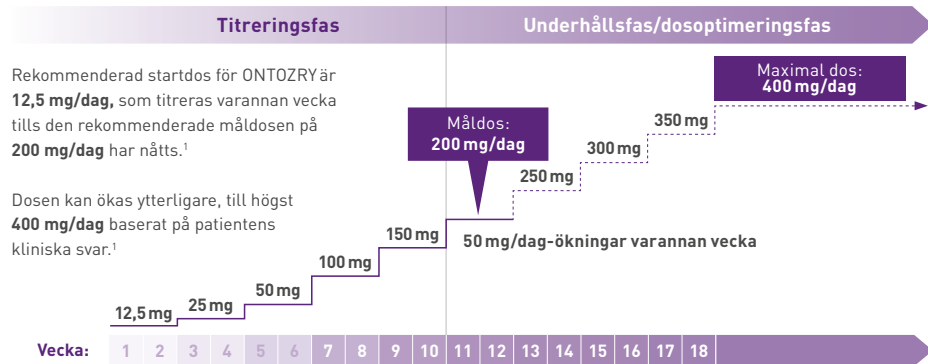 Titreringsfas
Underhållsfas/dosoptimeringsfas
Rekommenderad startdos för ONTOZRY är
12,5 mg/dag, som titreras varannan vecka
tills den rekommenderade måldosen på
200 mg/dag har nåtts.¹
Dosen kan ökas ytterligare, till högst
400 mg/dag baserat på patientens
kliniska svar.¹
Måldos:
200 mg/dag
Maximal dos:
400 mg/dag
12,5 mg
25 mg
50 mg
100 mg
150 mg
250 mg
300 mg
350 mg
50 mg/dag-ökningar varannan vecka
Vecka: 1 2 3 4 5 6 7 8 9 10 11 12 13 14 15 16 17 18